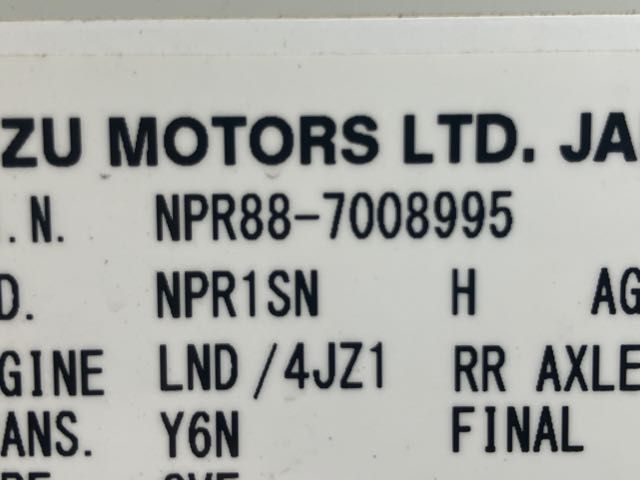 ZU MOTORS LTD. JA
.N. NPR88-7008995
D. NPR1SN H AG
GINE LND/4JZ1 RR AXLE
ANS. Y6N FINAL